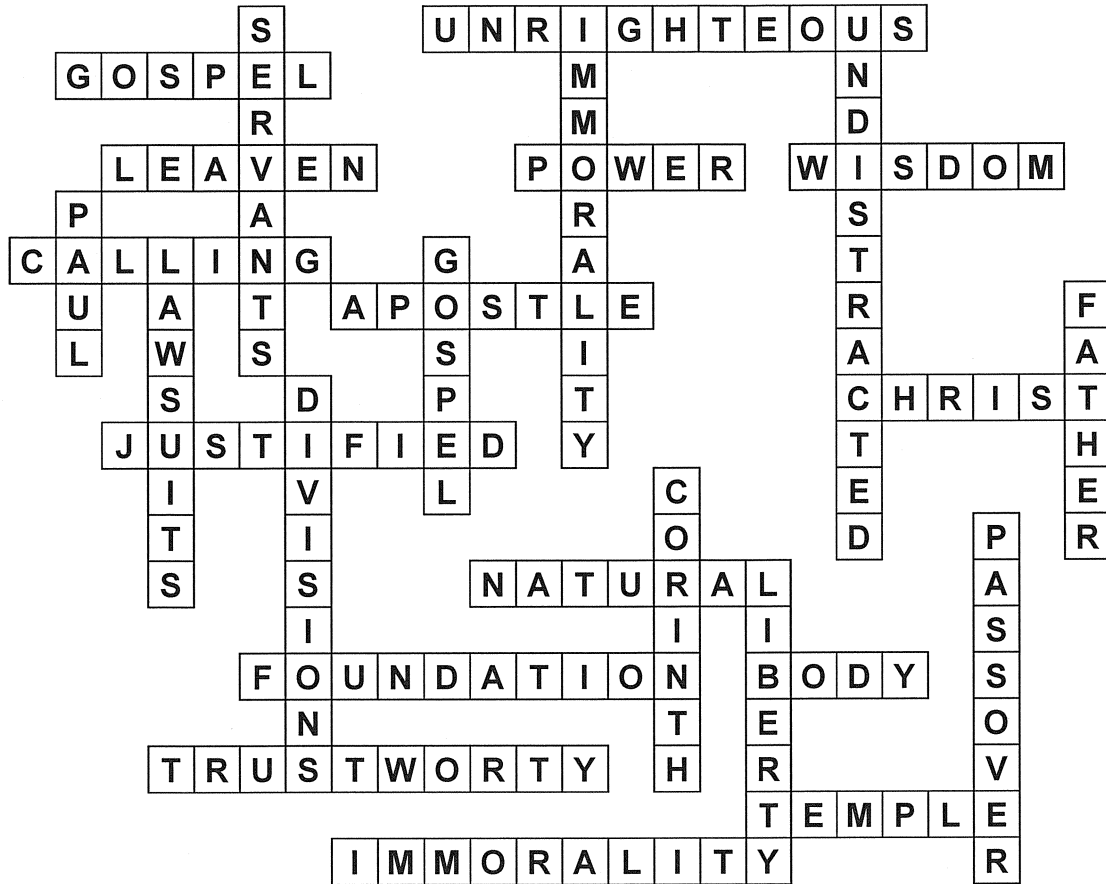 SERVANTS
UNRIGHTEOUS
IMMORALITY
UNDISTRACTED
GOSPEL
LEAVEN
POWER
WISDOM
PAUL
CALLING
LAWSUITS
GOSPEL
APOSTLE
FATHER
DIVISIONS
CHRIST
JUSTIFIED
CORINTH
PASSOVER
NATURAL
LIBERTY
FOUNDATION
BODY
TRUSTWORTY
TEMPLE
IMMORALITY